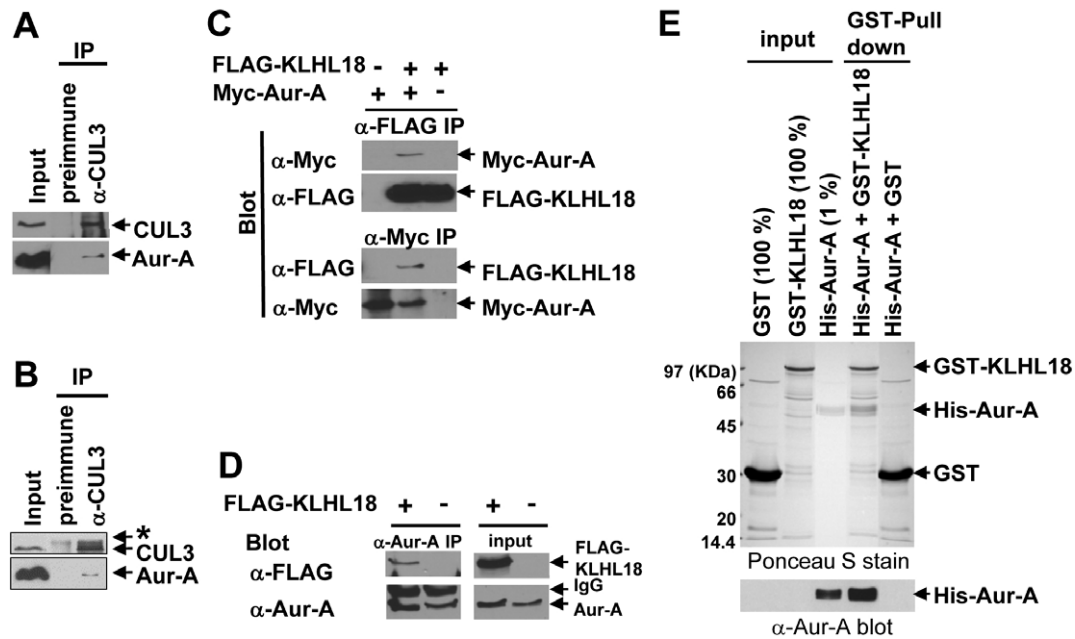 A
IP
Input
preimmune
α-CUL3
CUL3
Aur-A
B
IP
Input
preimmune
α-CUL3
*
CUL3
Aur-A
C
FLAG-KLHL18 - + +
Myc-Aur-A + + -
α-FLAG IP
Blot
α-Myc Myc-Aur-A
α-FLAG FLAG-KLHL18
α-Myc IP
α-FLAG FLAG-KLHL18
α-Myc Myc-Aur-A
D
FLAG-KLHL18 + - + -
Blot α-Aur-A IP input
α-FLAG FLAG-
KLHL18
IgG
α-Aur-A Aur-A
E
input
GST-Pull
down
GST (100 %)
GST-KLHL18 (100 %)
His-Aur-A (1 %)
His-Aur-A + GST-KLHL18
His-Aur-A + GST
97 (KDa) GST-KLHL18
66
His-Aur-A
45
30 GST
20
14.4
Ponceau S stain
His-Aur-A
α-Aur-A blot